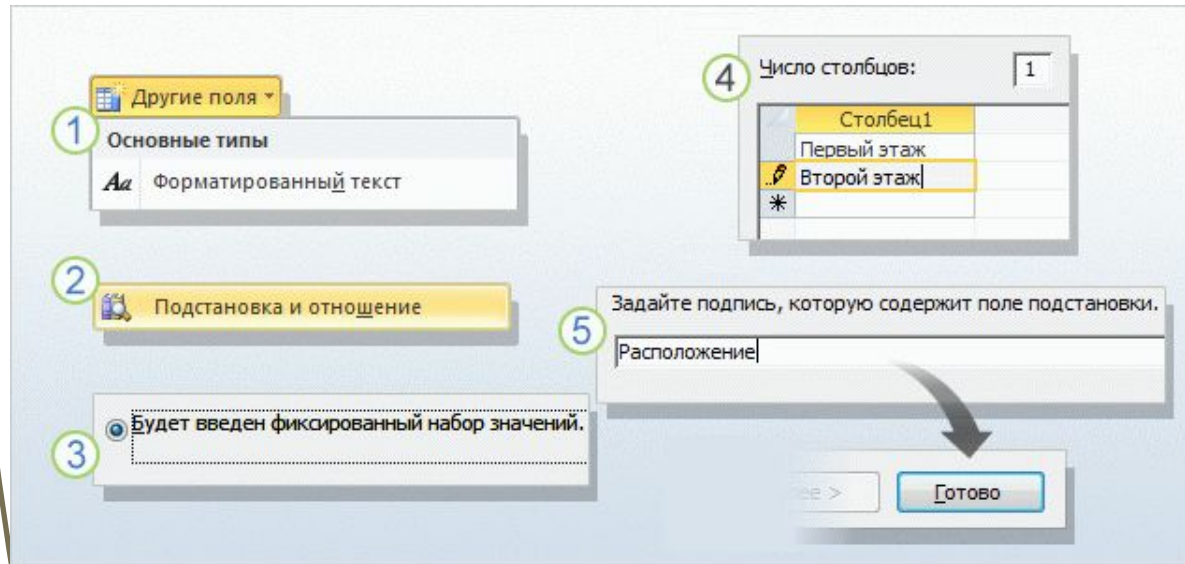 1
Другие поля
Основные типы
Aa Форматированный текст
2
Подстановка и отношение
3
Будет введен фиксированный набор значений.
4
Число столбцов: 1
Столбец1
Первый этаж
Второй этаж
5
Задайте подпись, которую содержит поле подстановки.
Расположение
Готово